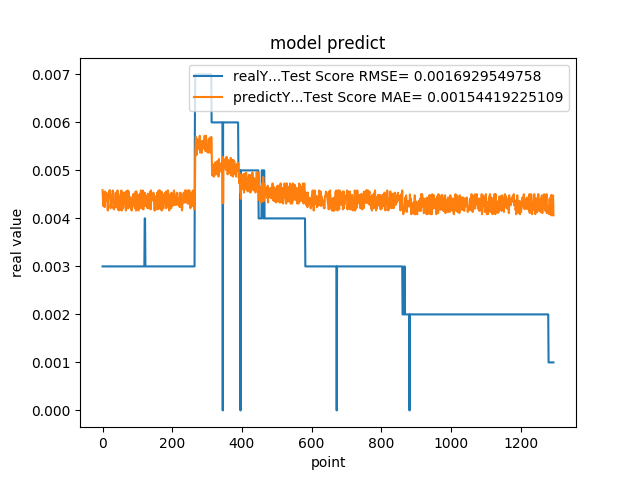 model predict
realY...Test Score RMSE= 0.0016929549758
predictY...Test Score MAE= 0.00154419225109
0.007
0.006
0.005
0.004
0.003
0.002
0.001
0.000
real value
0 200 400 600 800 1000 1200
point